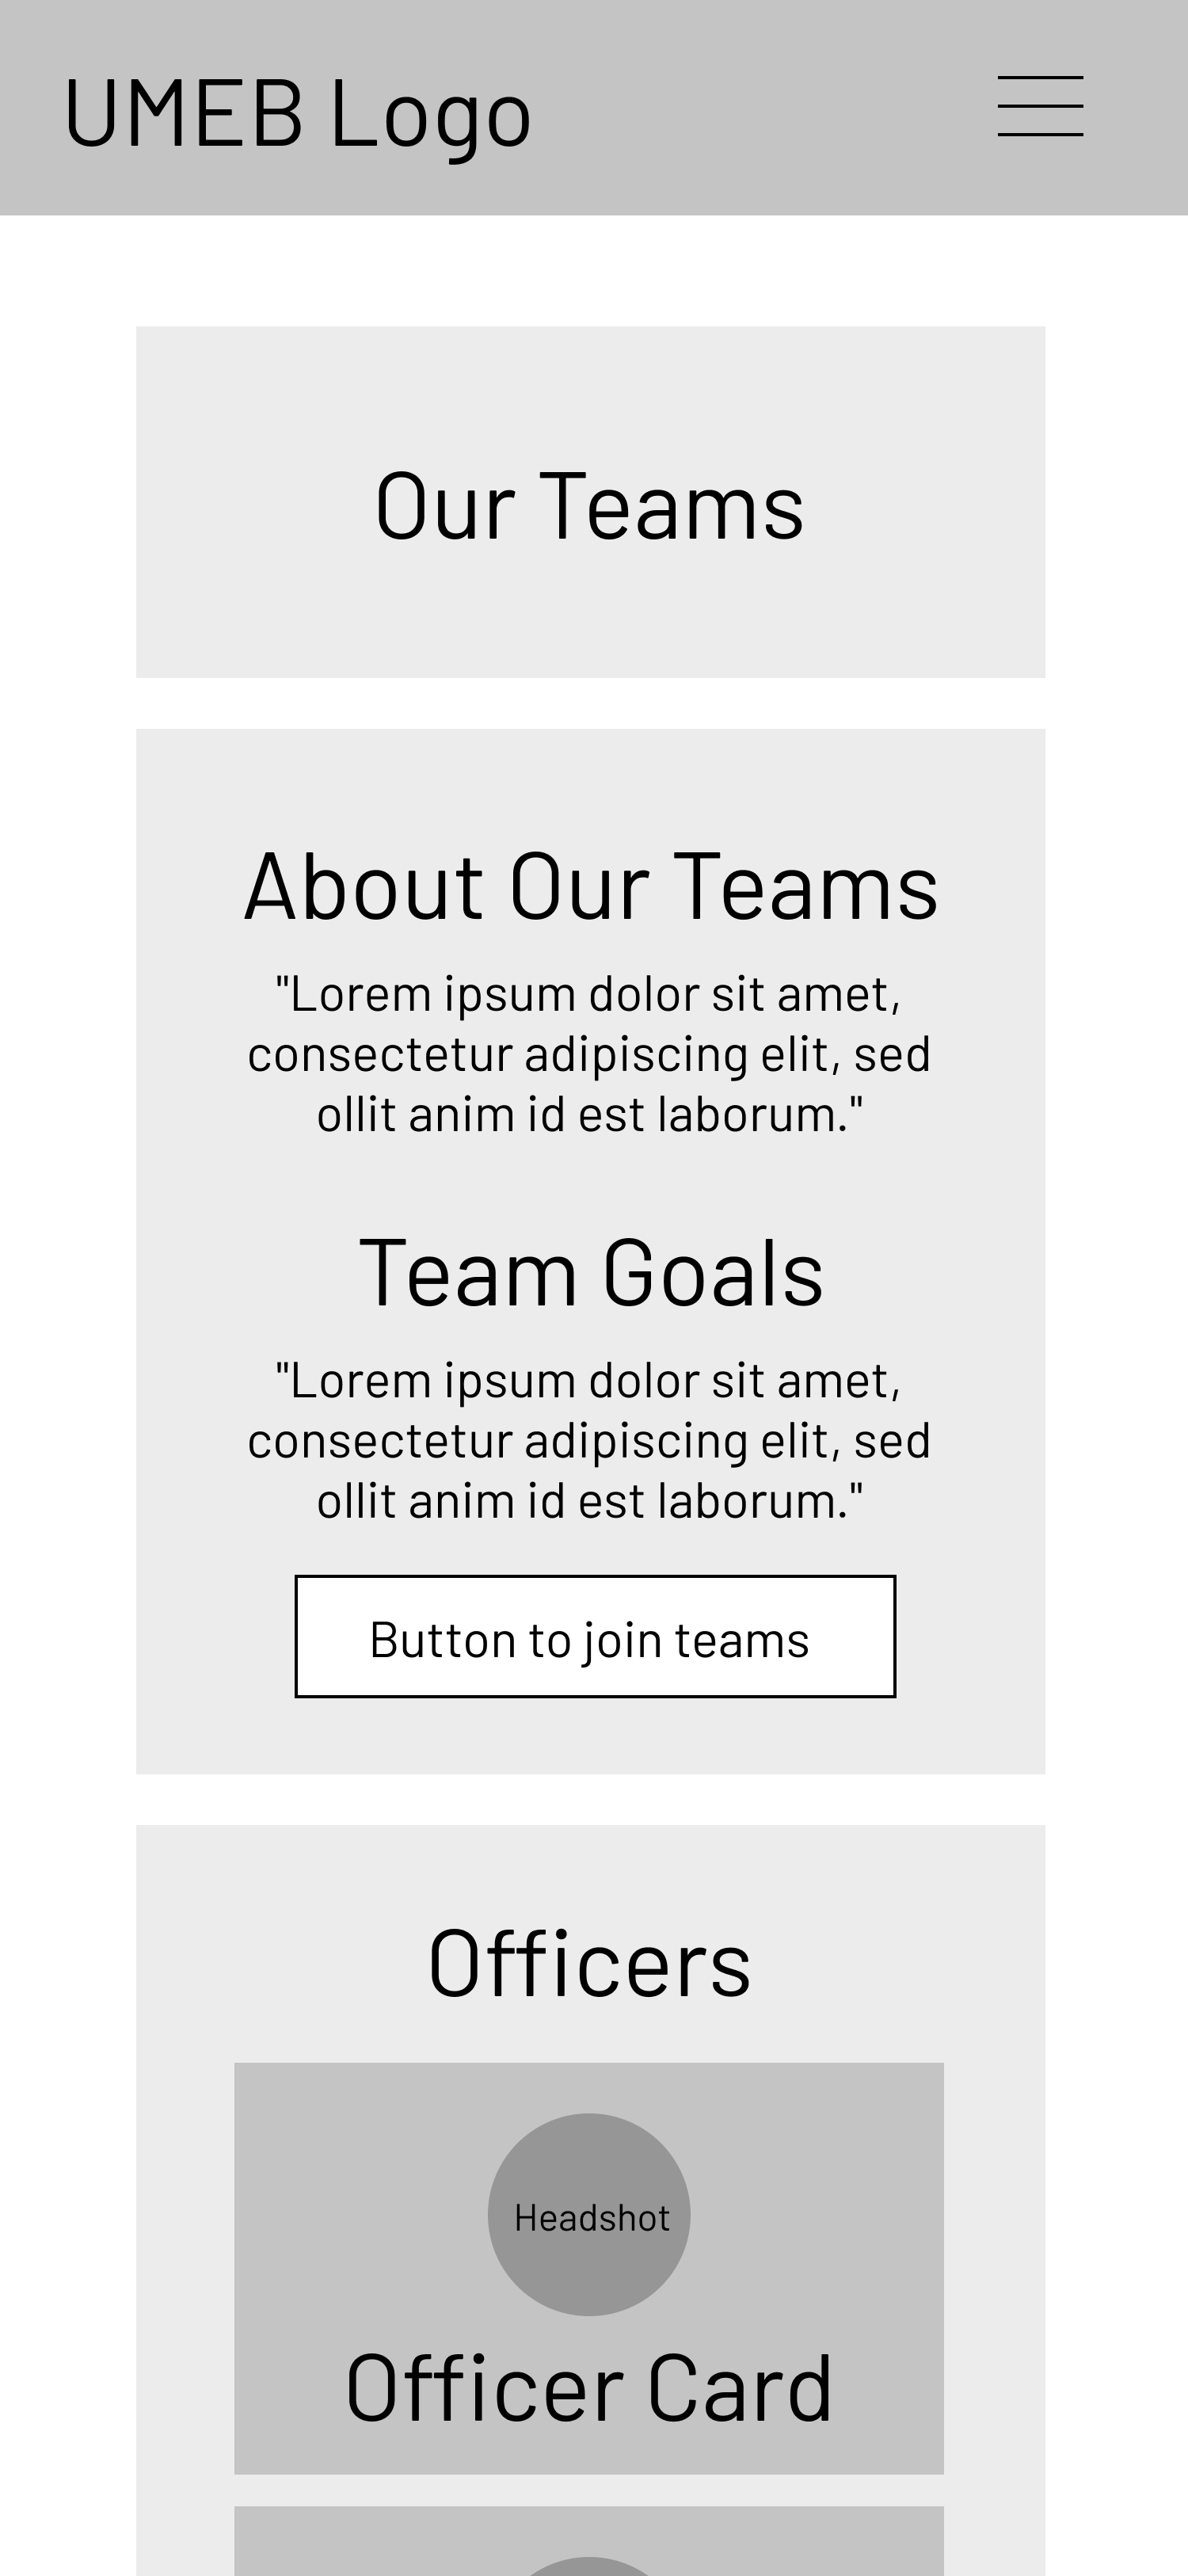 UMEB Logo
Our Teams
About Our Teams
"Lorem ipsum dolor sit amet,
consectetur adipiscing elit, sed
ollit anim id est laborum."
Team Goals
"Lorem ipsum dolor sit amet,
consectetur adipiscing elit, sed
ollit anim id est laborum."
Button to join teams
Officers
Headshot
Officer Card